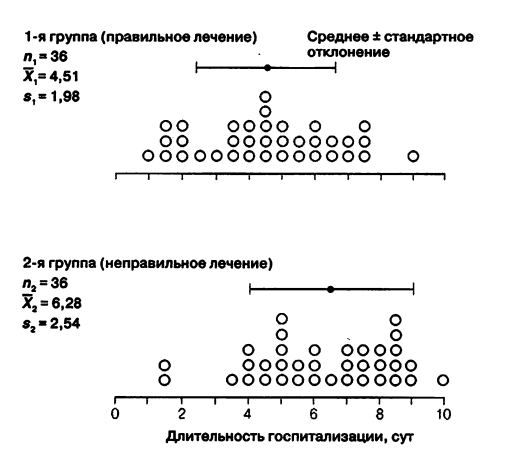 1-я группа (правильное лечение)
n₁ = 36
X̅₁= 4,51
s₁ = 1,98
Среднее ± стандартное
отклонение
2-я группа (неправильное лечение)
n₂ = 36
X̅₂ = 6,28
s₂ = 2,54
0 2 4 6 8 10
Длительность госпитализации, сут